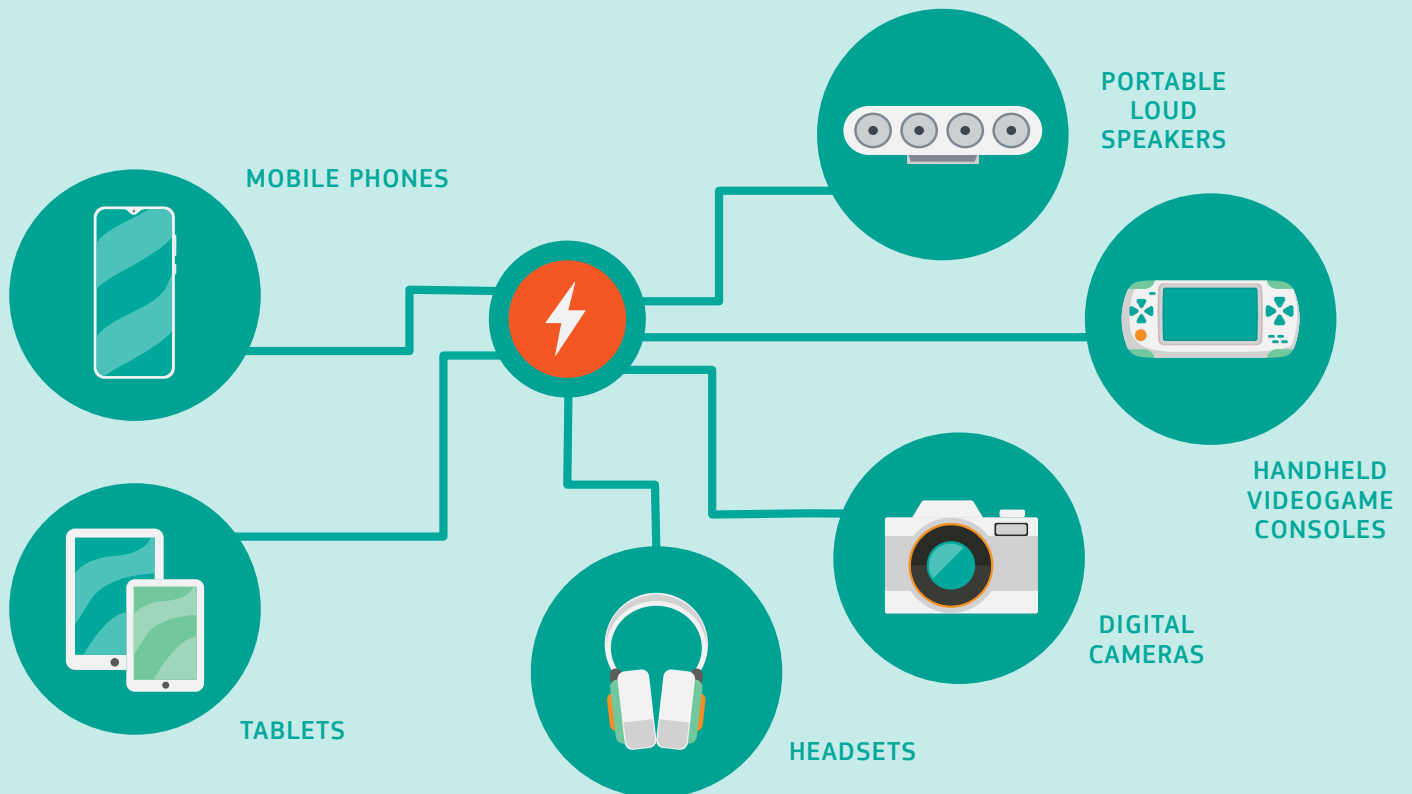 PORTABLE
LOUD
SPEAKERS
MOBILE PHONES
HANDHELD
VIDEOGAME
CONSOLES
DIGITAL
CAMERAS
TABLETS
HEADSETS